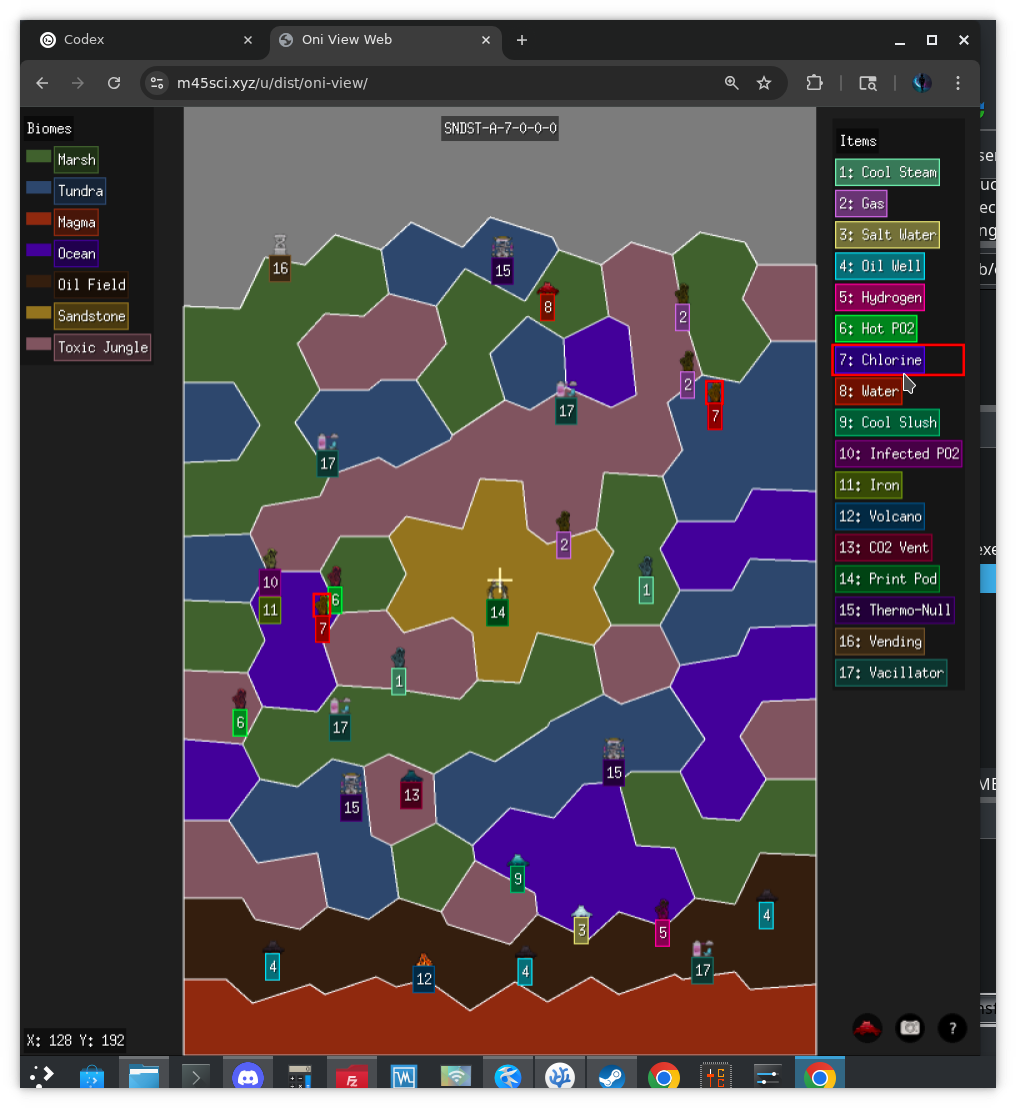 Codex
Oni View Web
m45sci.xyz/u/dist/oni-view/
Biomes
Marsh
Tundra
Magma
Ocean
Oil Field
Sandstone
Toxic Jungle
SNDST-A-7-0-0-0
16
15
8
2
2
7
17
17
2
10
11
6
7
14
1
1
6
17
15
15
13
9
3
5
4
4
12
4
17
Items
1: Cool Steam
2: Gas
3: Salt Water
4: Oil Well
5: Hydrogen
6: Hot PO2
7: Chlorine
8: Water
9: Cool Slush
10: Infected PO2
11: Iron
12: Volcano
13: CO2 Vent
14: Print Pod
15: Thermo-Null
16: Vending
17: Vacillator
X: 128 Y: 192
?